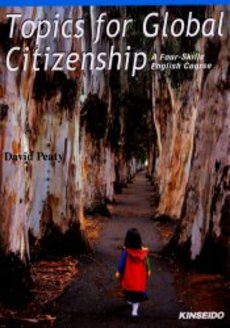 Topics for Global
Citizenship
A Four-Skills
English Course
David Peaty
KINSEIDO